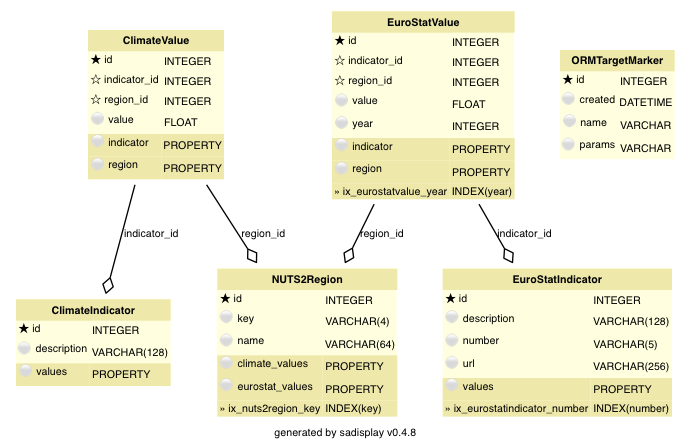 ClimateValue
★ id INTEGER
☆ indicator_id INTEGER
☆ region_id INTEGER
value FLOAT
indicator PROPERTY
region PROPERTY
EuroStatValue
★ id INTEGER
☆ indicator_id INTEGER
☆ region_id INTEGER
value FLOAT
year INTEGER
indicator PROPERTY
region PROPERTY
» ix_eurostatvalue_year INDEX(year)
ORMTargetMarker
★ id INTEGER
created DATETIME
name VARCHAR
params VARCHAR
indicator_id
region_id
region_id
indicator_id
ClimateIndicator
★ id INTEGER
description VARCHAR(128)
values PROPERTY
NUTS2Region
★ id INTEGER
key VARCHAR(4)
name VARCHAR(64)
climate_values PROPERTY
eurostat_values PROPERTY
» ix_nuts2region_key INDEX(key)
EuroStatIndicator
★ id INTEGER
description VARCHAR(128)
number VARCHAR(5)
url VARCHAR(256)
values PROPERTY
» ix_eurostatindicator_number INDEX(number)
generated by sadisplay v0.4.8